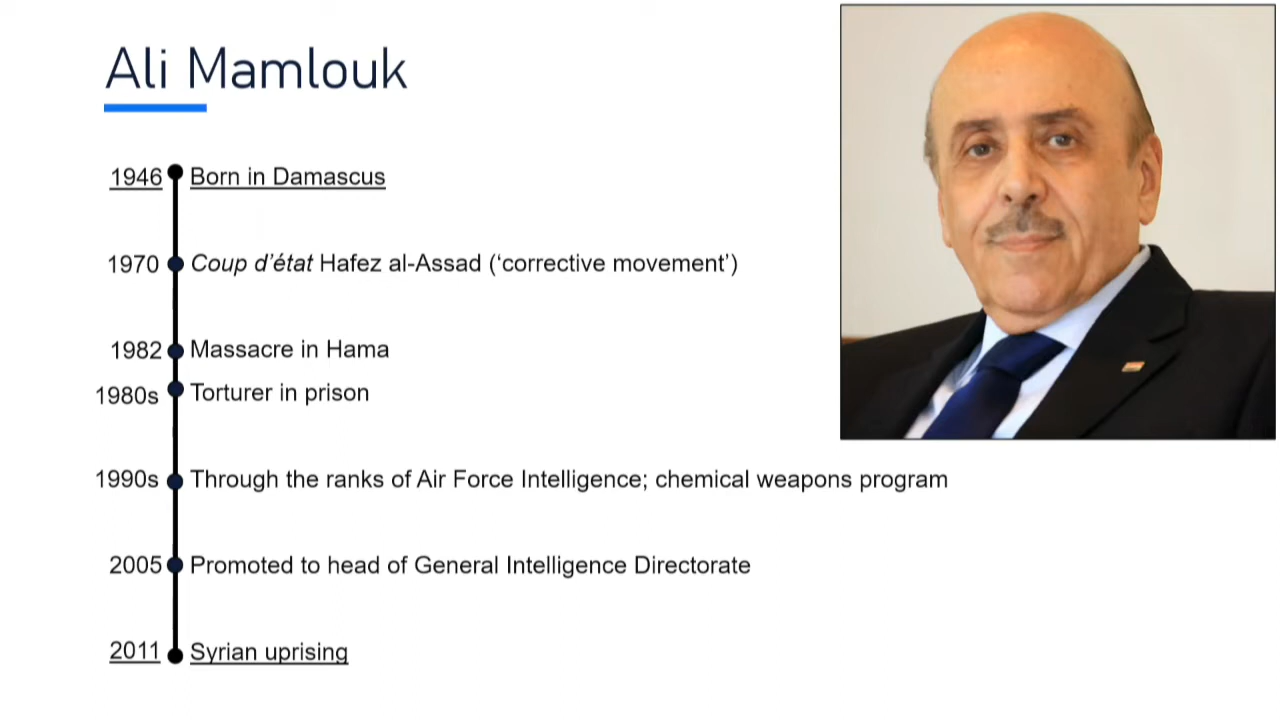 Ali Mamlouk
1946 Born in Damascus
1970 Coup d’état Hafez al-Assad (‘corrective movement’)
1982 Massacre in Hama
1980s Torturer in prison
1990s Through the ranks of Air Force Intelligence; chemical weapons program
2005 Promoted to head of General Intelligence Directorate
2011 Syrian uprising